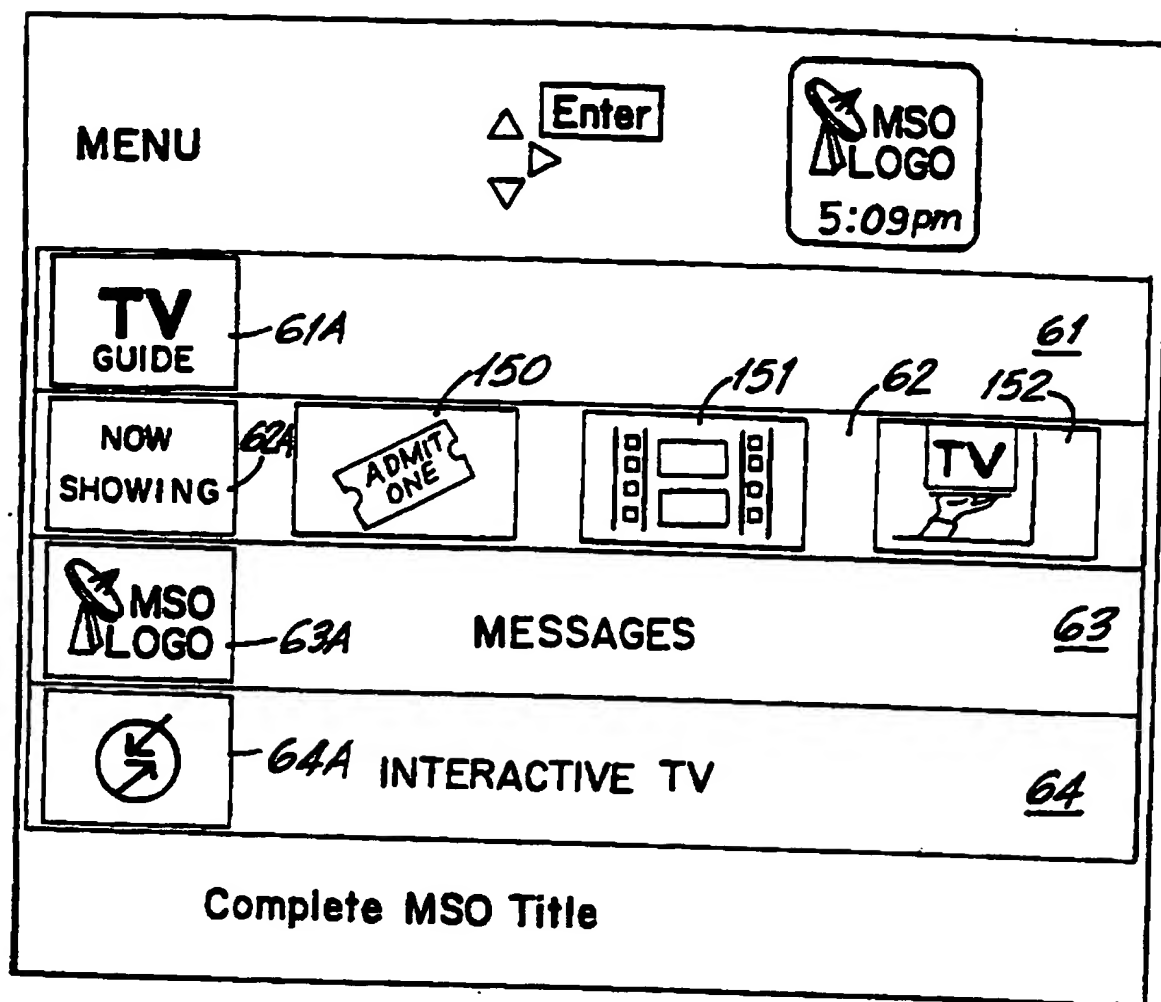 MENU
Enter
MSO
LOGO
5:09pm
TV
GUIDE
61A
61
150
151
62
152
NOW
SHOWING
62A
ADMIT
ONE
TV
MSO
LOGO
63A
MESSAGES
63
64A
INTERACTIVE TV
64
Complete MSO Title